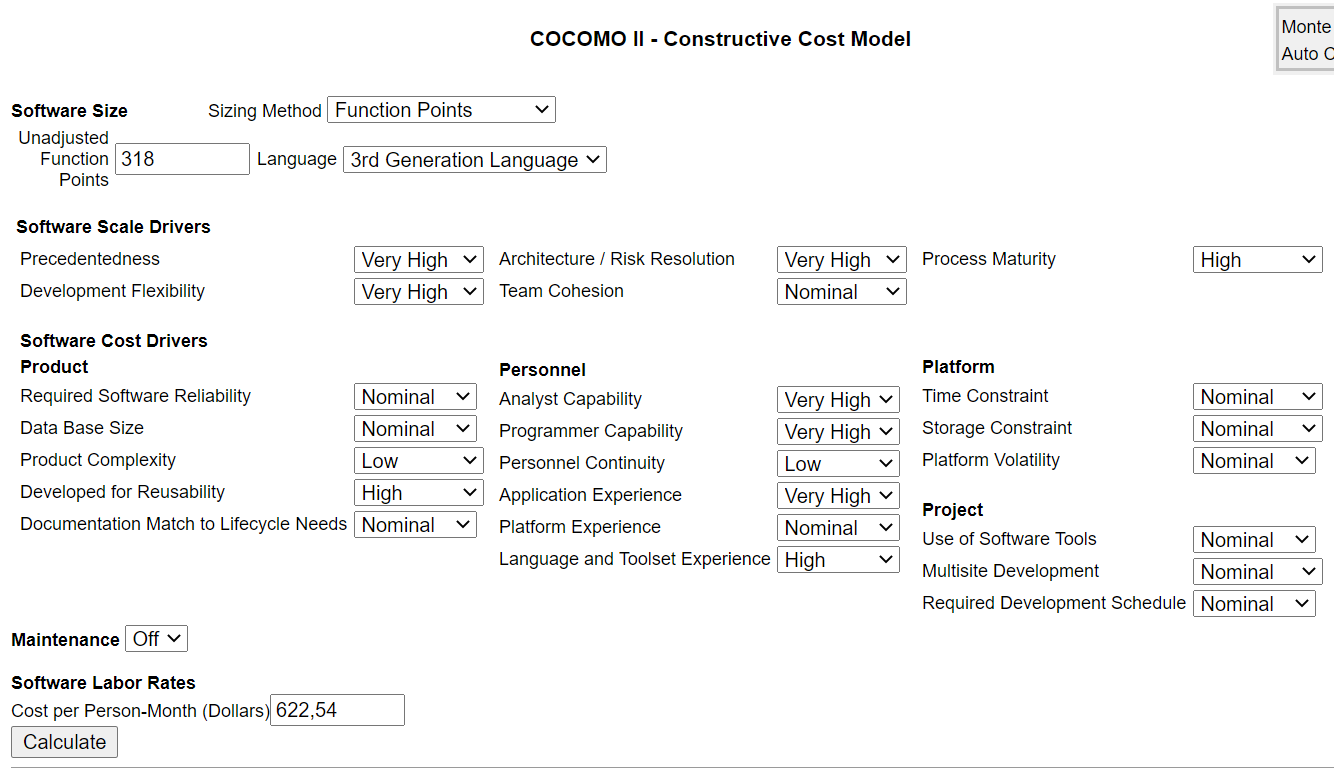 COCOMO II - Constructive Cost Model
Monte
Auto
Software Size
Sizing Method Function Points
Unadjusted
Function
Points
318
Language 3rd Generation Language
Software Scale Drivers
Precedentedness Very High
Architecture / Risk Resolution Very High
Process Maturity High
Development Flexibility Very High
Team Cohesion Nominal
Software Cost Drivers
Product
Required Software Reliability Nominal
Data Base Size Nominal
Product Complexity Low
Developed for Reusability High
Documentation Match to Lifecycle Needs Nominal
Personnel
Analyst Capability Very High
Programmer Capability Very High
Personnel Continuity Low
Application Experience Very High
Platform Experience Nominal
Language and Toolset Experience High
Platform
Time Constraint Nominal
Storage Constraint Nominal
Platform Volatility Nominal
Project
Use of Software Tools Nominal
Multisite Development Nominal
Required Development Schedule Nominal
Maintenance Off
Software Labor Rates
Cost per Person-Month (Dollars) 622,54
Calculate